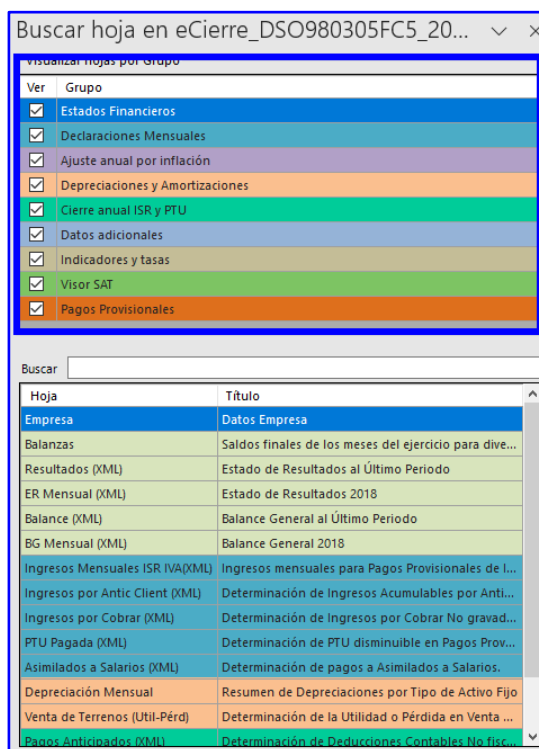 Buscar hoja en eCierre_DSO980305FC5_20...
Visualizar hojas por Grupo
Ver Grupo
Estados Financieros
Declaraciones Mensuales
Ajuste anual por inflación
Depreciaciones y Amortizaciones
Cierre anual ISR y PTU
Datos adicionales
Indicadores y tasas
Visor SAT
Pagos Provisionales
Buscar
Hoja Título
Empresa Datos Empresa
Balanzas Saldos finales de los meses del ejercicio para dive...
Resultados (XML) Estado de Resultados al Último Periodo
ER Mensual (XML) Estado de Resultados 2018
Balance (XML) Balance General al Último Periodo
BG Mensual (XML) Balance General 2018
Ingresos Mensuales ISR IVA(XML) Ingresos mensuales para Pagos Provisionales de I...
Ingresos por Antic Client (XML) Determinación de Ingresos Acumulables por Anti...
Ingresos por Cobrar (XML) Determinación de Ingresos por Cobrar No gravad...
PTU Pagada (XML) Determinación de PTU disminuible en Pagos Prov...
Asimilados a Salarios (XML) Determinación de pagos a Asimilados a Salarios.
Depreciación Mensual Resumen de Depreciaciones por Tipo de Activo Fijo
Venta de Terrenos (Util-Pérd) Determinación de la Utilidad o Pérdida en Venta ...
Pagos Anticipados (XML) Determinación de Deducciones Contables No fisc...